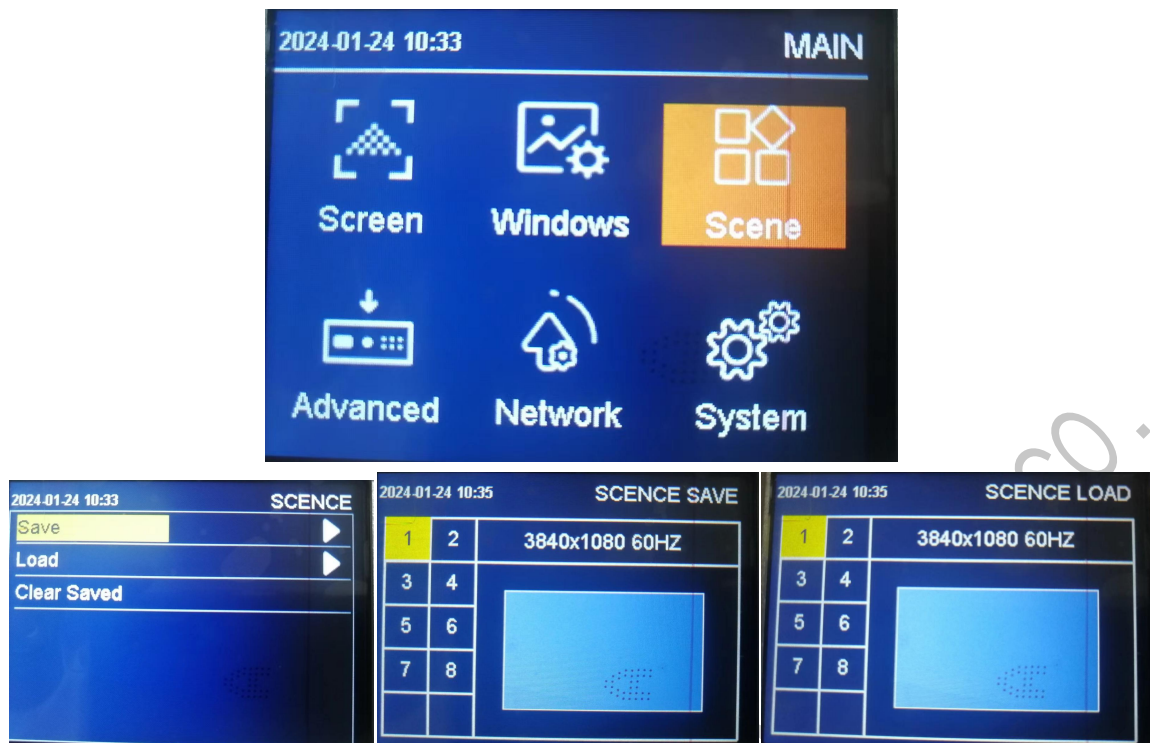 2024-01-24 10:33 MAIN
Screen Windows Scene
Advanced Network System
CO.
2024-01-24 10:33 SCENCE
Save
Load
Clear Saved
2024-01-24 10:35 SCENCE SAVE
1 2 3840x1080 60HZ
3 4
5 6
7 8
2024-01-24 10:35 SCENCE LOAD
1 2 3840x1080 60HZ
3 4
5 6
7 8